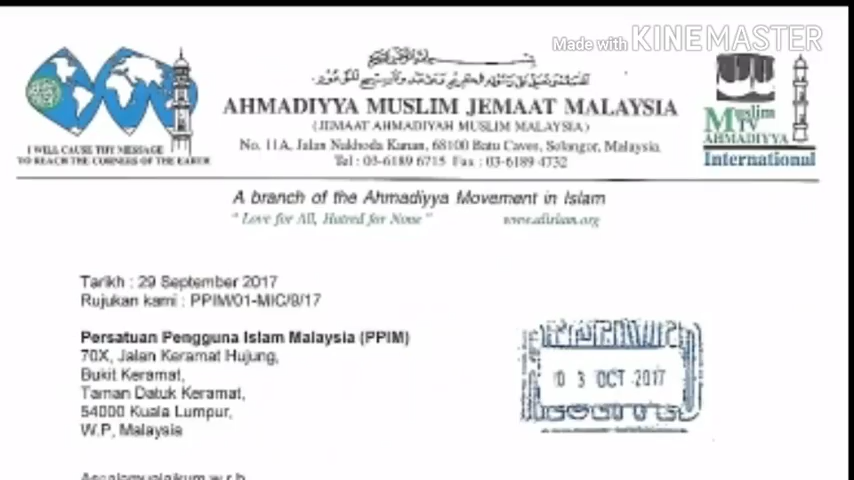 Made with KINEMASTER
I WILL CAUSE THY MESSAGE
TO REACH THE CORNERS OF THE EARTH
AHMADIYYA MUSLIM JEMAAT MALAYSIA
(JEMAAT AHMADIYAH MUSLIM MALAYSIA)
No. 11A, Jalan Nakhoda Kanan, 68100 Batu Caves, Selangor, Malaysia.
Tel : 03-6189 6715 Fax : 03-6189 4732
Muslim
TV
AHMADIYYA
International
A branch of the Ahmadiyya Movement in Islam
" Love for All, Hatred for None " www.alislam.org
Tarikh : 29 September 2017
Rujukan kami : PPIM/01-MIC/9/17
Persatuan Pengguna Islam Malaysia (PPIM)
70X, Jalan Keramat Hujung,
Bukit Keramat,
Taman Datuk Keramat,
54000 Kuala Lumpur,
W.P, Malaysia
0 3 OCT 2017